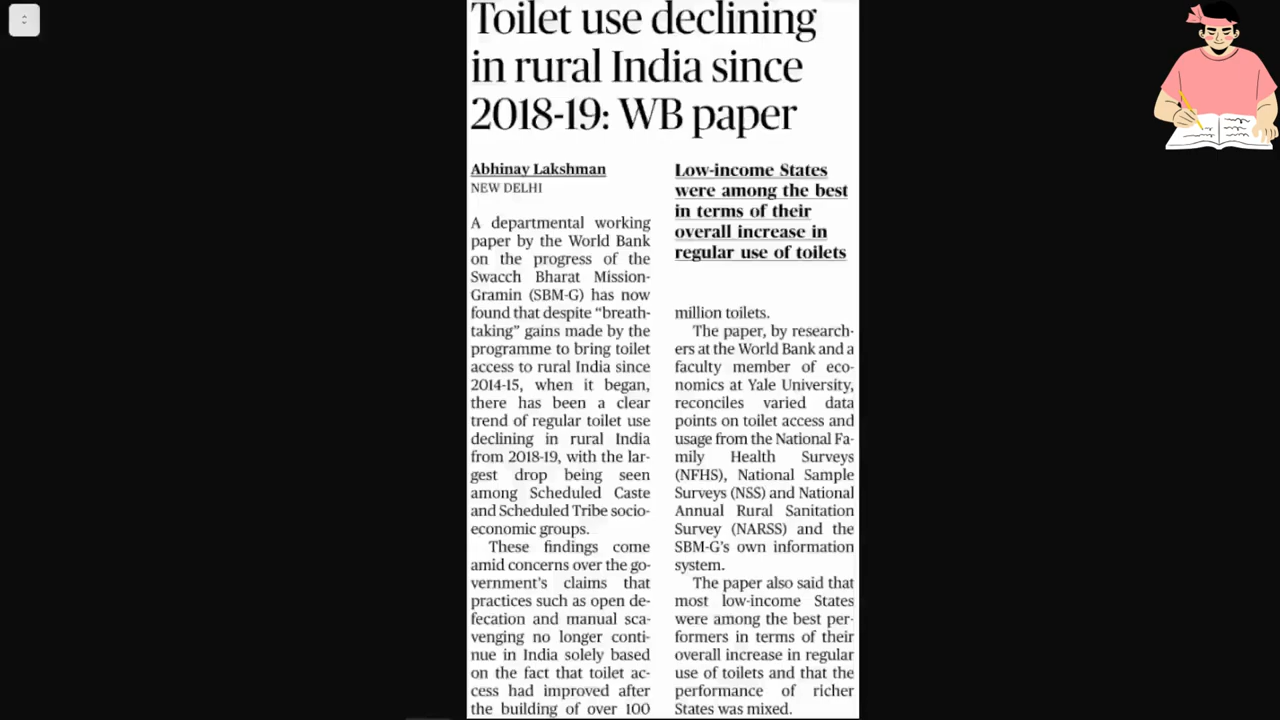 Toilet use declining
in rural India since
2018-19: WB paper
Abhinay Lakshman
NEW DELHI
A departmental working
paper by the World Bank
on the progress of the
Swacch Bharat Mission-
Gramin (SBM-G) has now
found that despite “breath-
taking” gains made by the
programme to bring toilet
access to rural India since
2014-15, when it began,
there has been a clear
trend of regular toilet use
declining in rural India
from 2018-19, with the lar-
gest drop being seen
among Scheduled Caste
and Scheduled Tribe socio-
economic groups.
These findings come
amid concerns over the go-
vernment’s claims that
practices such as open de-
fecation and manual sca-
venging no longer conti-
nue in India solely based
on the fact that toilet ac-
cess had improved after
the building of over 100
Low-income States
were among the best
in terms of their
overall increase in
regular use of toilets
million toilets.
The paper, by research-
ers at the World Bank and a
faculty member of eco-
nomics at Yale University,
reconciles varied data
points on toilet access and
usage from the National Fa-
mily Health Surveys
(NFHS), National Sample
Surveys (NSS) and National
Annual Rural Sanitation
Survey (NARSS) and the
SBM-G’s own information
system.
The paper also said that
most low-income States
were among the best per-
formers in terms of their
overall increase in regular
use of toilets and that the
performance of richer
States was mixed.